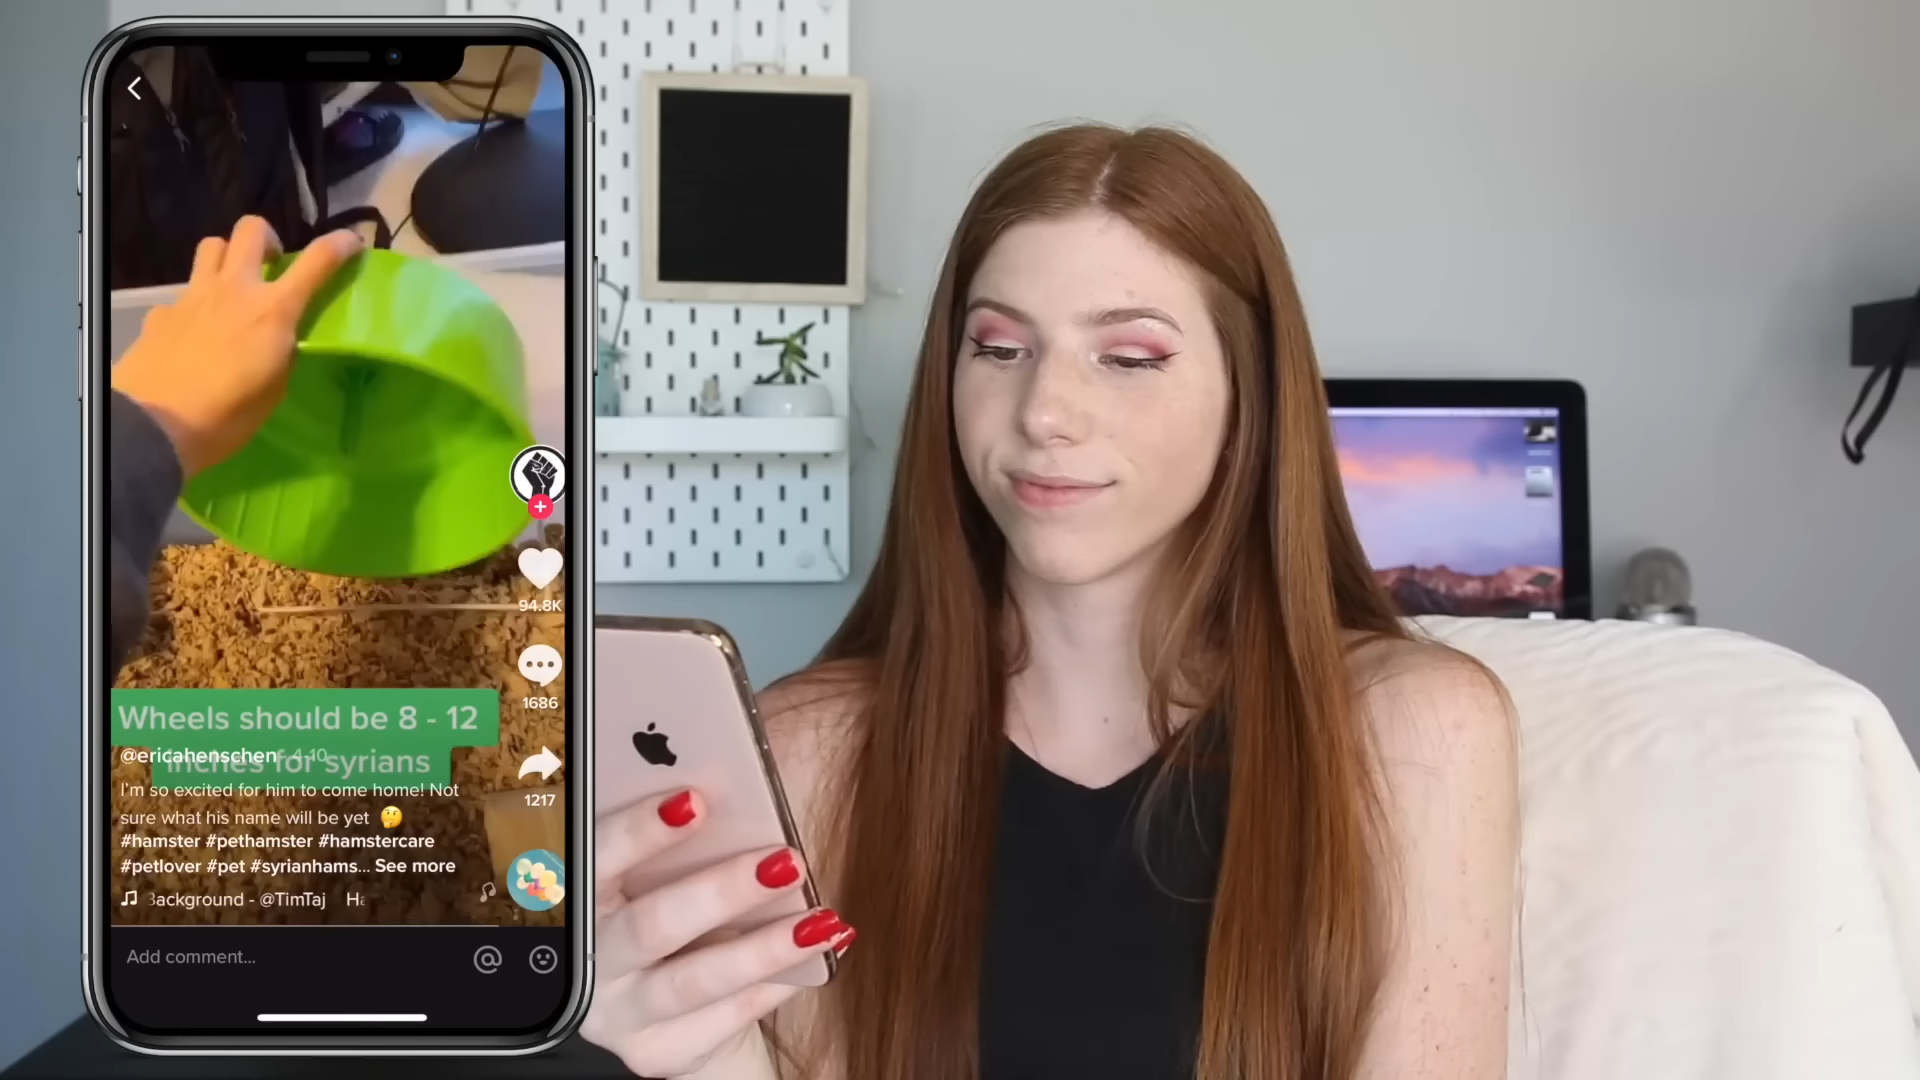 94.8K
1686
Wheels should be 8 - 12
inches for syrians
@ericahenschen · 4-10
1217
I'm so excited for him to come home! Not
sure what his name will be yet 🤔
#hamster #pethamster #hamstercare
#petlover #pet #syrianhams... See more
Background - @TimTaj
Add comment...